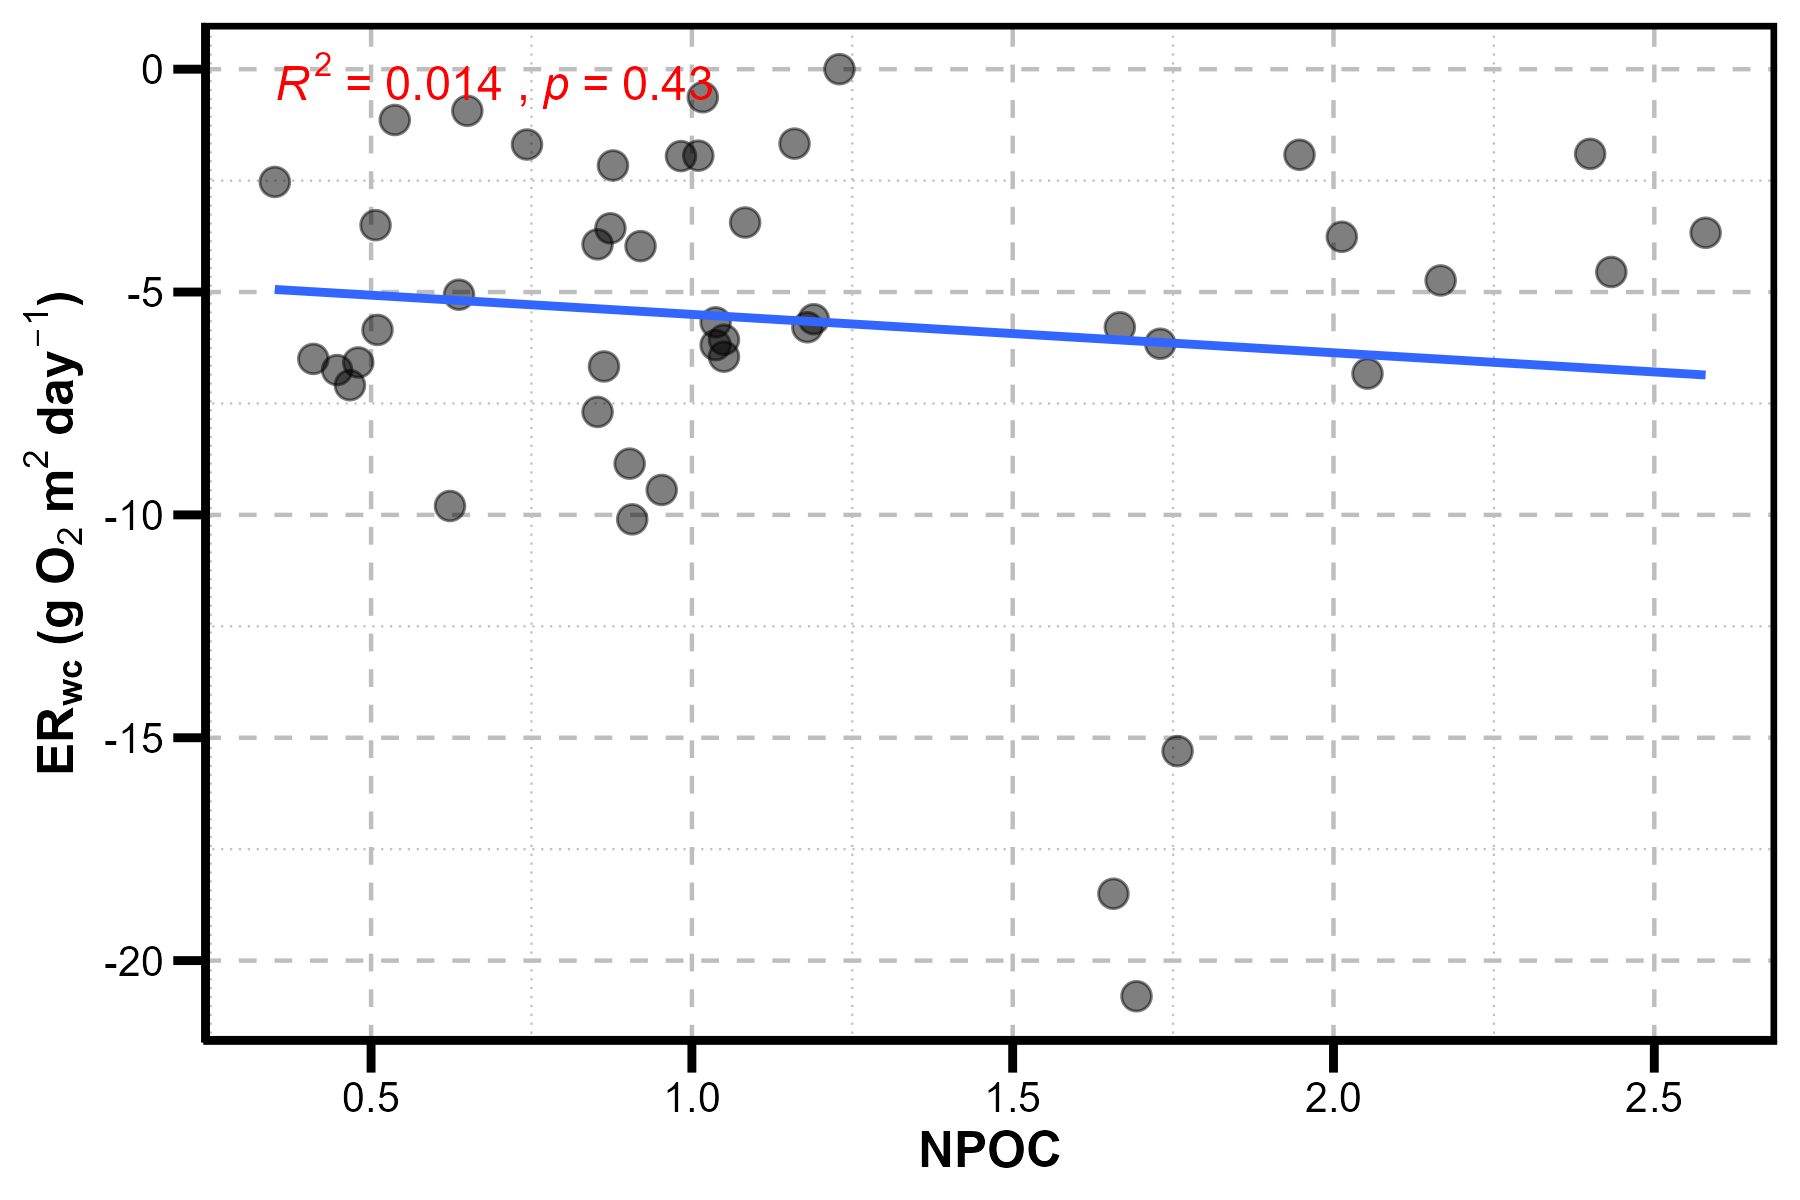 R² = 0.014 , p = 0.43
0
-5
-10
-15
-20
ERwc (g O₂ m² day⁻¹)
0.5 1.0 1.5 2.0 2.5
NPOC